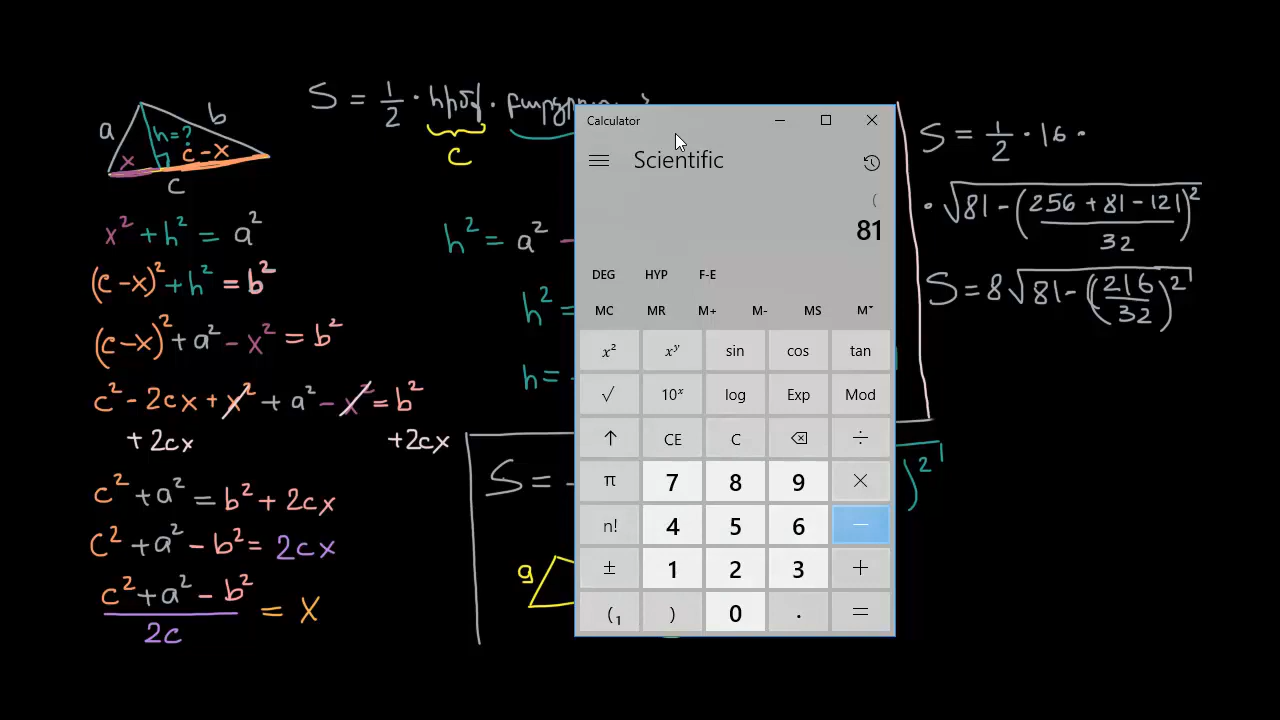 S = 1/2 · հիմք ·
c
a
b
h = ?
x
c - x
c
x² + h² = a²
(c - x)² + h² = b²
(c - x)² + a² - x² = b²
c² - 2cx + x² + a² - x² = b²
+ 2cx + 2cx
c² + a² = b² + 2cx
c² + a² - b² = 2cx
(c² + a² - b²)/2c = x
h² = a² -
h² =
h = -
S = -
)²
g
Calculator
Scientific
(
81
DEG HYP F-E
MC MR M+ M- MS M˅
x² xʸ sin cos tan
√ 10ˣ log Exp Mod
↑ CE C ⌫ ÷
π 7 8 9 ×
n! 4 5 6 −
± 1 2 3 +
(₁ ) 0 . =
S = 1/2 · 16 ·
· √(81 - ((256 + 81 - 121)/32)²)
S = 8√(81 - (216/32)²)